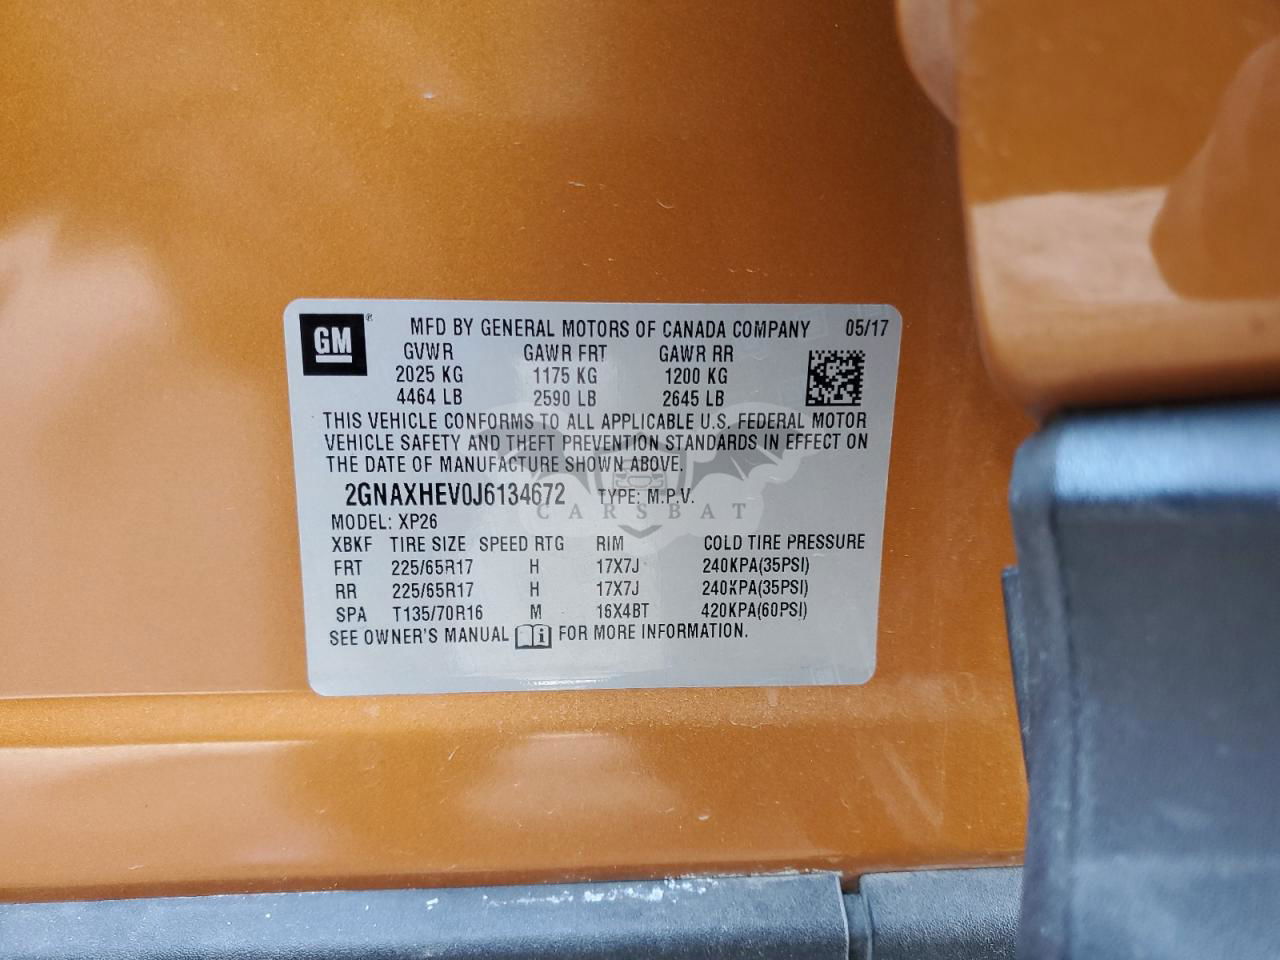 GM ® MFD BY GENERAL MOTORS OF CANADA COMPANY 05/17
GVWR GAWR FRT GAWR RR
2025 KG 1175 KG 1200 KG
4464 LB 2590 LB 2645 LB
THIS VEHICLE CONFORMS TO ALL APPLICABLE U.S. FEDERAL MOTOR
VEHICLE SAFETY AND THEFT PREVENTION STANDARDS IN EFFECT ON
THE DATE OF MANUFACTURE SHOWN ABOVE.
2GNAXHEV0J6134672 TYPE: M.P.V.
CARSBAT
MODEL: XP26
XBKF TIRE SIZE SPEED RTG RIM COLD TIRE PRESSURE
FRT 225/65R17 H 17X7J 240KPA(35PSI)
RR 225/65R17 H 17X7J 240KPA(35PSI)
SPA T135/70R16 M 16X4BT 420KPA(60PSI)
SEE OWNER'S MANUAL FOR MORE INFORMATION.